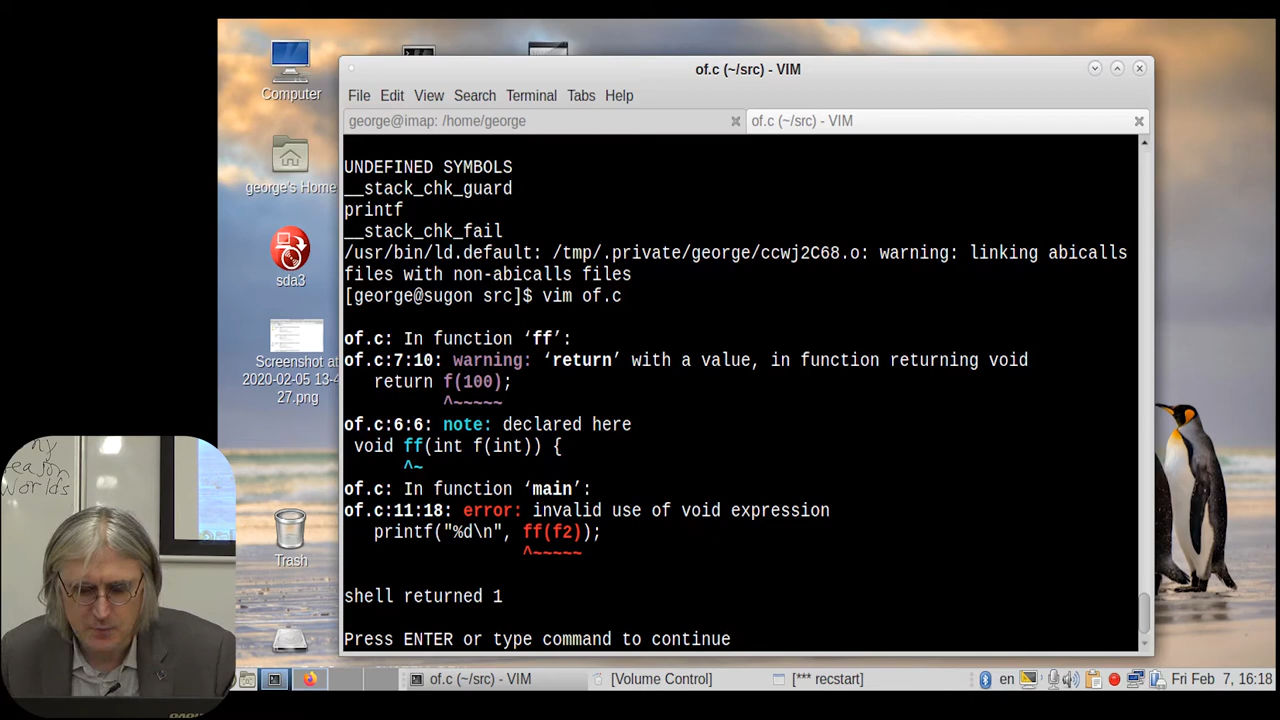 of.c (~/src) - VIM
Computer
File Edit View Search Terminal Tabs Help
george@imap: /home/george
of.c (~/src) - VIM
george's Home
sda3
Screenshot at
2020-02-05 13-4
27.png
Trash
UNDEFINED SYMBOLS
__stack_chk_guard
printf
__stack_chk_fail
/usr/bin/ld.default: /tmp/.private/george/ccwj2C68.o: warning: linking abicalls
files with non-abicalls files
[george@sugon src]$ vim of.c
of.c: In function ‘ff’:
of.c:7:10: warning: ‘return’ with a value, in function returning void
return f(100);
^~~~~~
of.c:6:6: note: declared here
void ff(int f(int)) {
^~
of.c: In function ‘main’:
of.c:11:18: error: invalid use of void expression
printf("%d\n", ff(f2));
^~~~~~
shell returned 1
Press ENTER or type command to continue
Worlds
of.c (~/src) - VIM
[Volume Control]
[*** recstart]
en
Fri Feb 7, 16:18